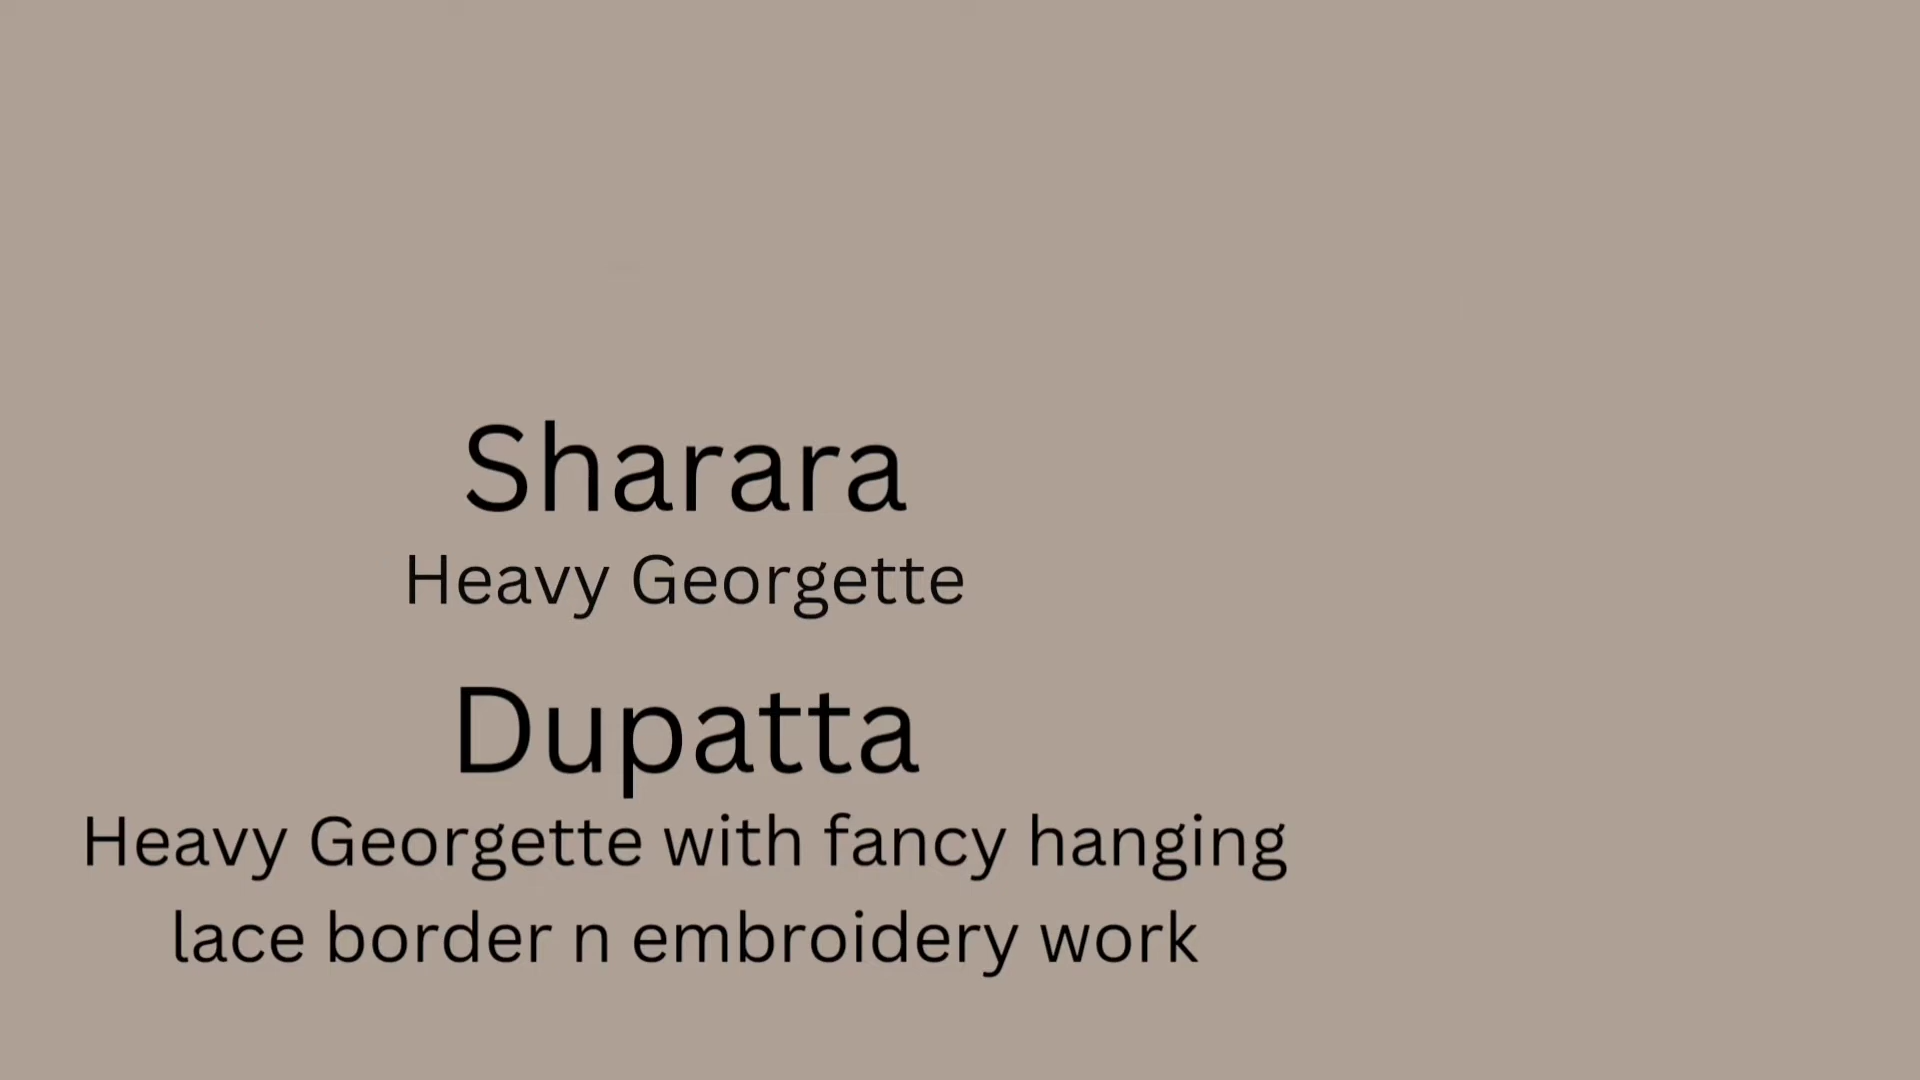 Sharara
Heavy Georgette
Dupatta
Heavy Georgette with fancy hanging
lace border n embroidery work